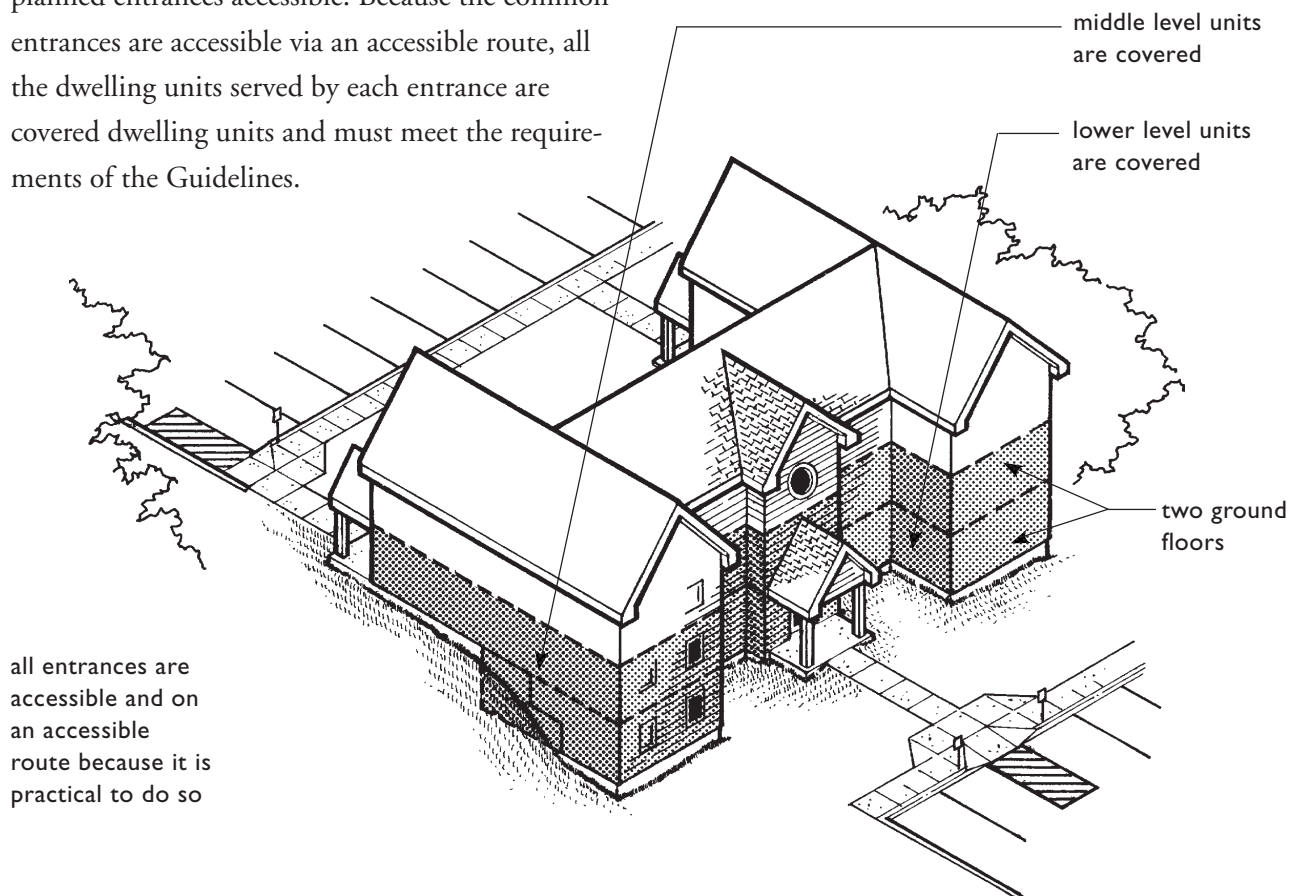 planned entrances accessible. Because the common
entrances are accessible via an accessible route, all
the dwelling units served by each entrance are
covered dwelling units and must meet the require-
ments of the Guidelines.
middle level units
are covered
lower level units
are covered
two ground
floors
all entrances are
accessible and on
an accessible
route because it is
practical to do so